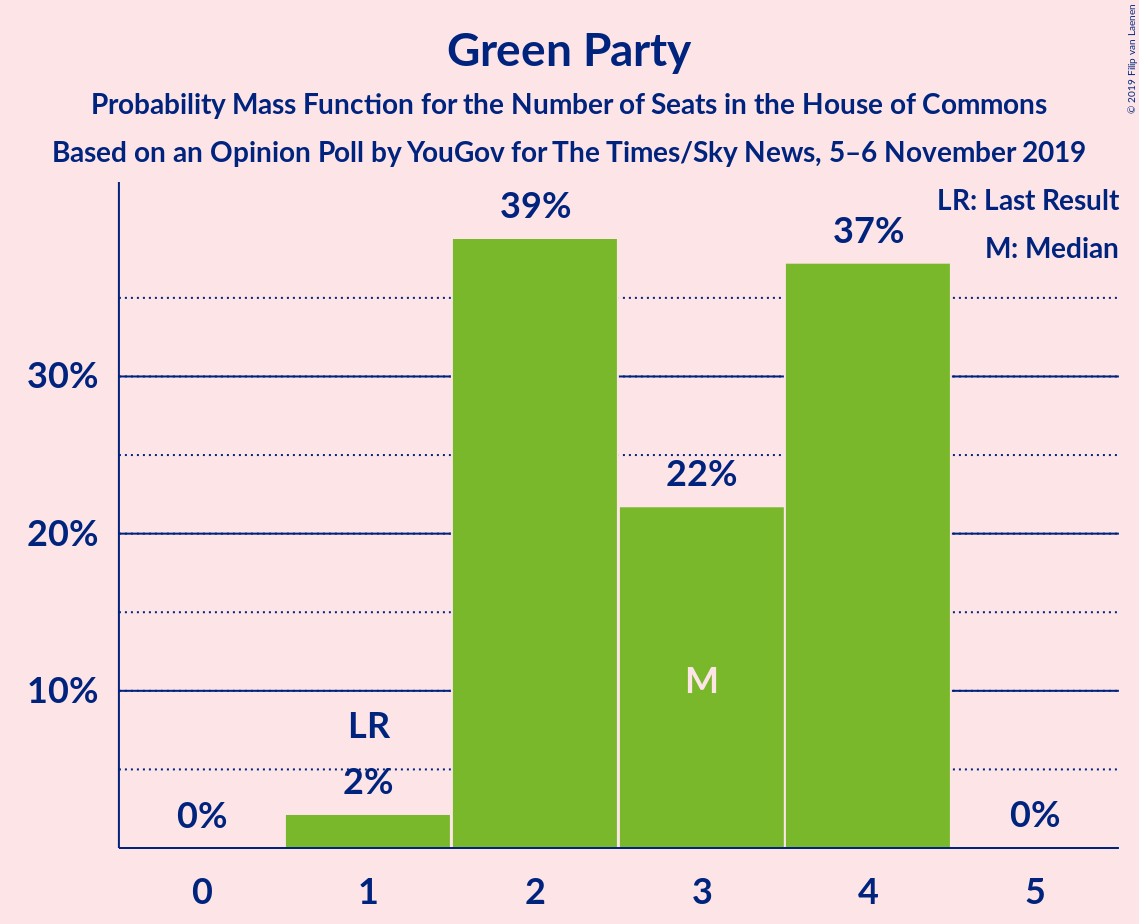 Green Party
Probability Mass Function for the Number of Seats in the House of Commons
Based on an Opinion Poll by YouGov for The Times/Sky News, 5–6 November 2019
© 2019 Filip van Laenen
LR: Last Result
M: Median
39%
37%
22%
30%
20%
10%
M
LR
2%
0%
0%
0 1 2 3 4 5